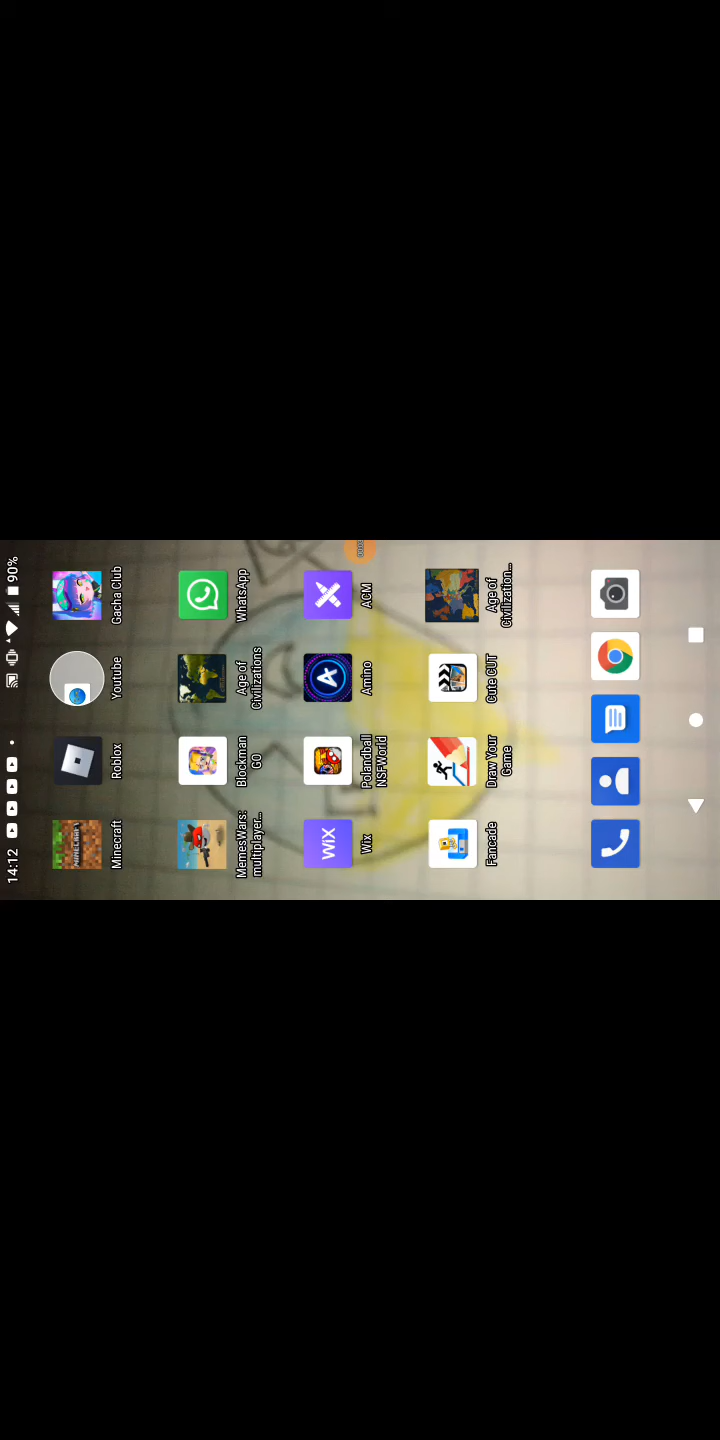 14:12
90%
Minecraft
Roblox
Youtube
Gacha Club
MemesWars:
multiplayer...
Blockman
GO
Age of
Civilizations
WhatsApp
WiX
Wix
Polandball
NSFWorld
Amino
ACM
Fancade
Draw Your
Game
Cute CUT
Age of
Civilization...